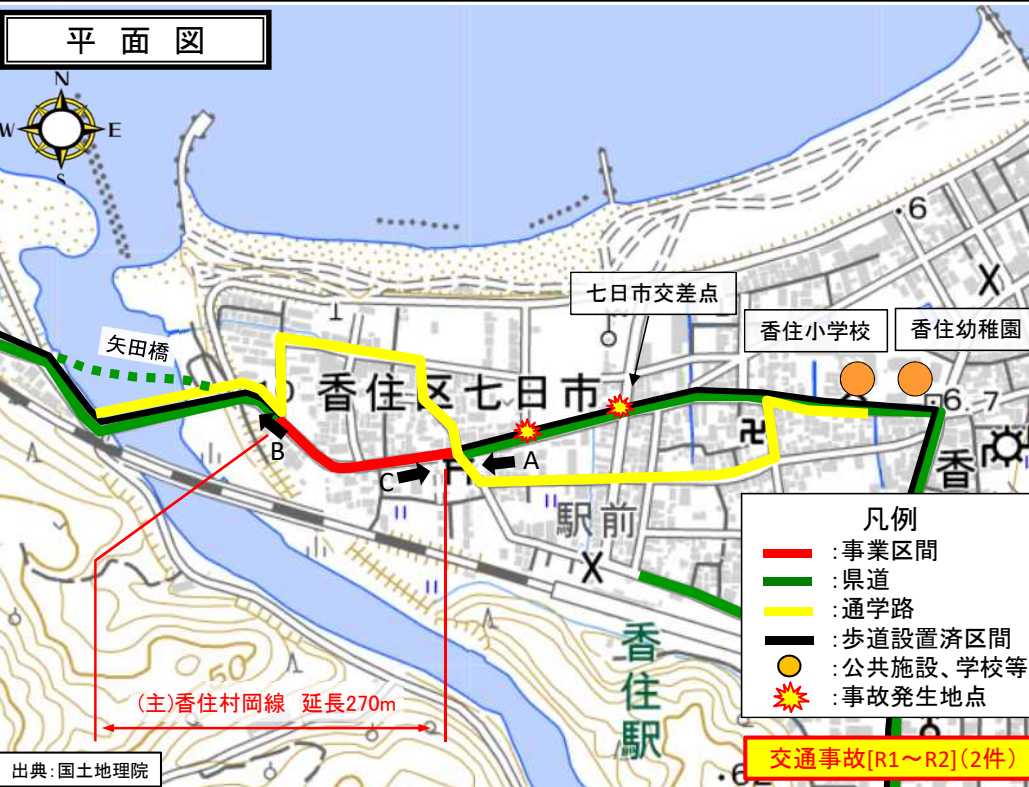 平面図
N
W
E
S
・6
七日市交差点
香住小学校
香住幼稚園
矢田橋
10
香住区七日市
6.7
B
A
C
香
駅前
凡例
:事業区間
:県道
:通学路
:歩道設置済区間
:公共施設、学校等
:事故発生地点
50
香住駅
(主)香住村岡線 延長270m
出典:国土地理院
交通事故[R1～R2](2件)